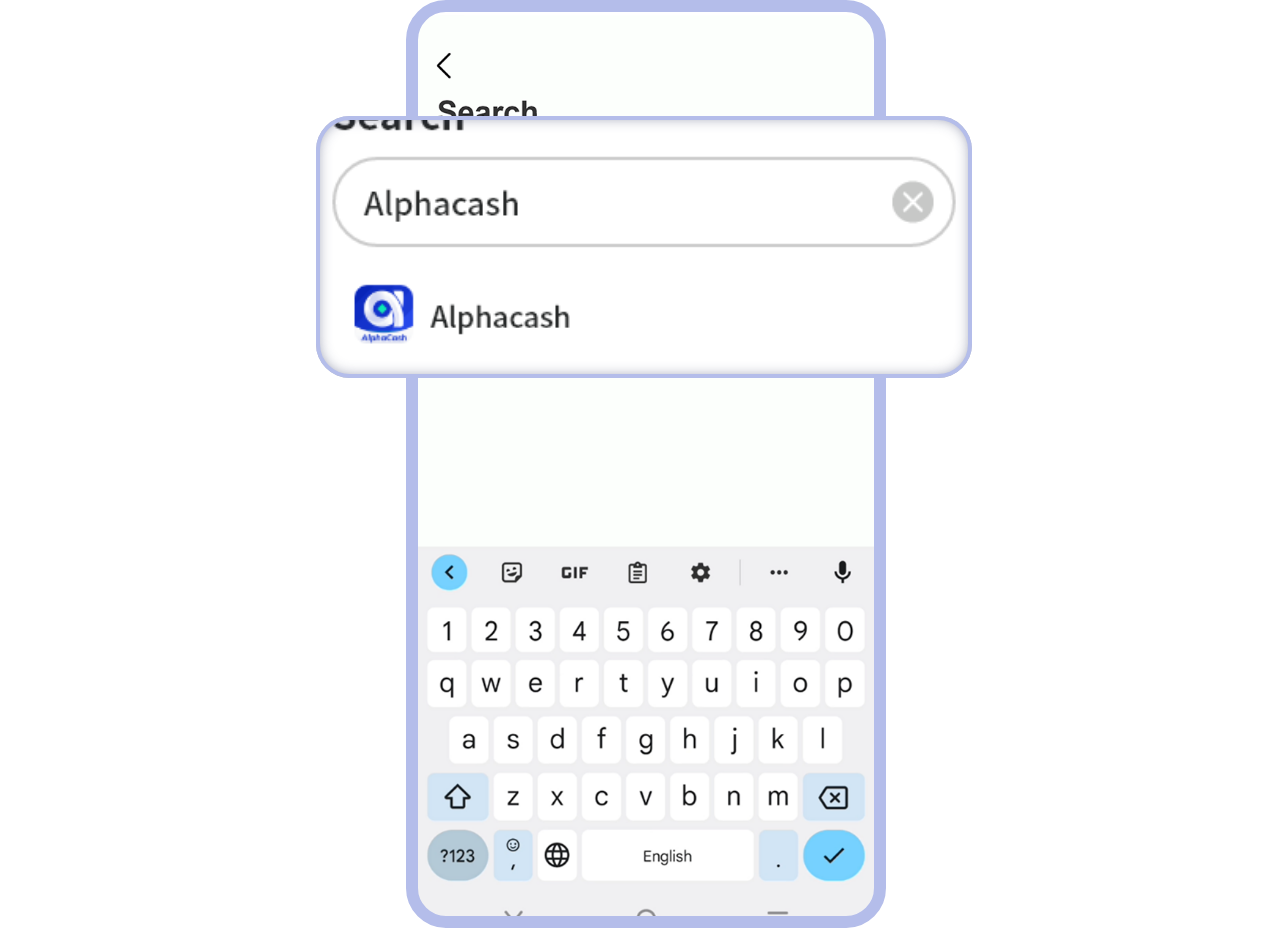 Search
Search
Alphacash
AlphaCash
Alphacash
GIF
1 2 3 4 5 6 7 8 9 0
q w e r t y u i o p
a s d f g h j k l
z x c v b n m
?123 , English .